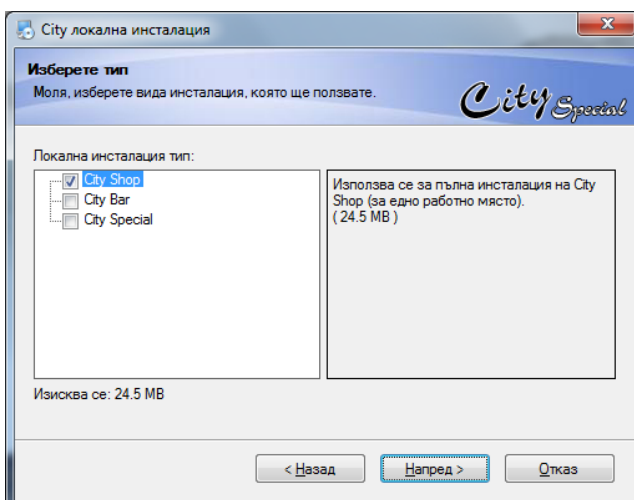 City локална инсталация
Изберете тип
Моля, изберете вида инсталация, която ще ползвате.
City Special
Локална инсталация тип:
City Shop
City Bar
City Special
Използва се за пълна инсталация на City
Shop (за едно работно място).
( 24.5 MB )
Изисква се: 24.5 MB
< Назад
Напред >
Отказ